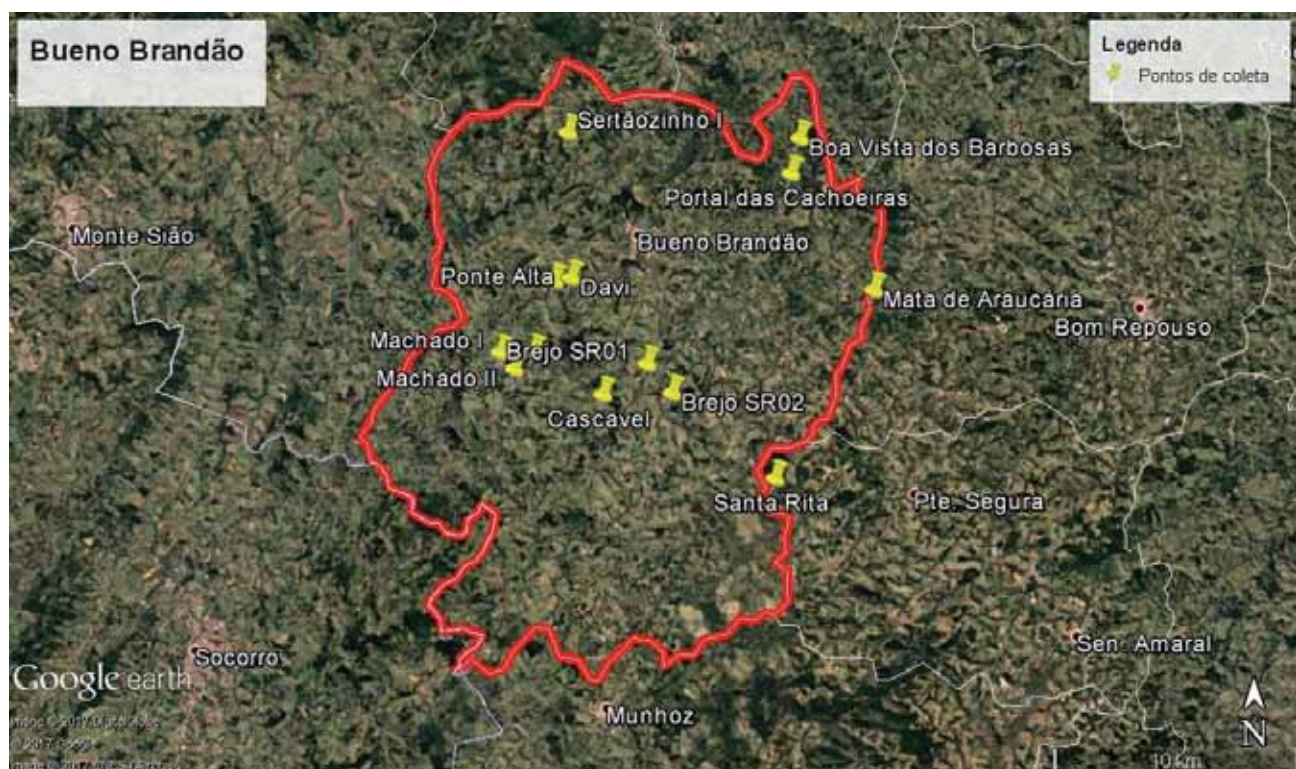 Bueno Brandão
Legenda
Pontos de coleta
Sertãozinho I
Boa Vista dos Barbosas
Portal das Cachoeiras
Monte Sião
Bueno Brandão
Ponte Alta
Davi
Mata de Araucária
Bom Repouso
Machado I
Brejo SR01
Machado II
Brejo SR02
Cascavel
Santa Rita
Pte. Segura
Sen. Amaral
Socorro
Google earth
Munhoz
N
10 km